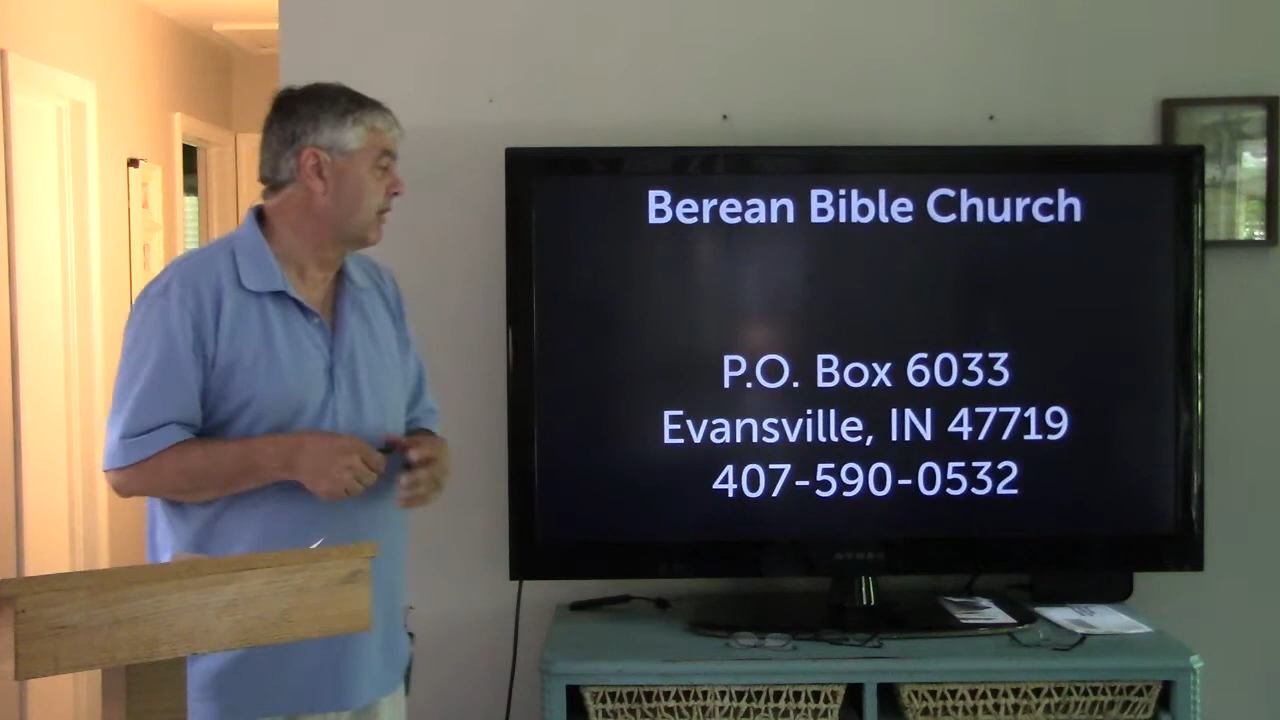 Berean Bible Church
P.O. Box 6033
Evansville, IN 47719
407-590-0532